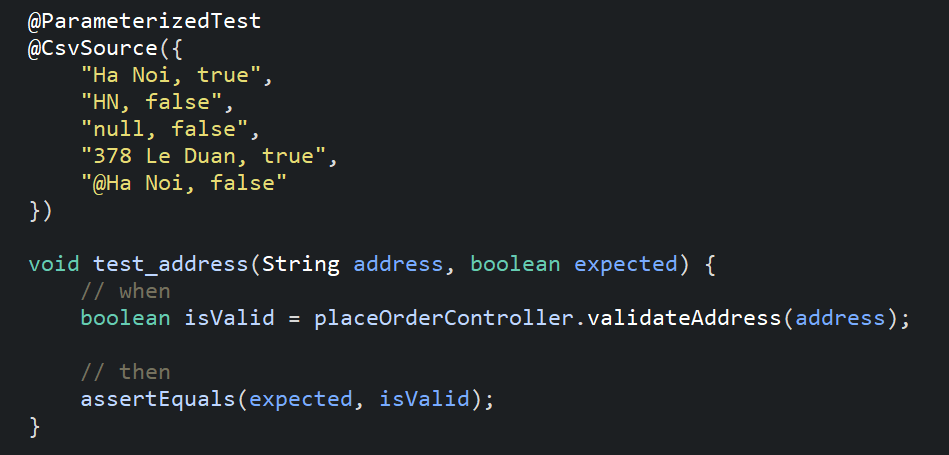 @ParameterizedTest
@CsvSource({
    "Ha Noi, true",
    "HN, false",
    "null, false",
    "378 Le Duan, true",
    "@Ha Noi, false"
})
void test_address(String address, boolean expected) {
    // when
    boolean isValid = placeOrderController.validateAddress(address);
    // then
    assertEquals(expected, isValid);
}